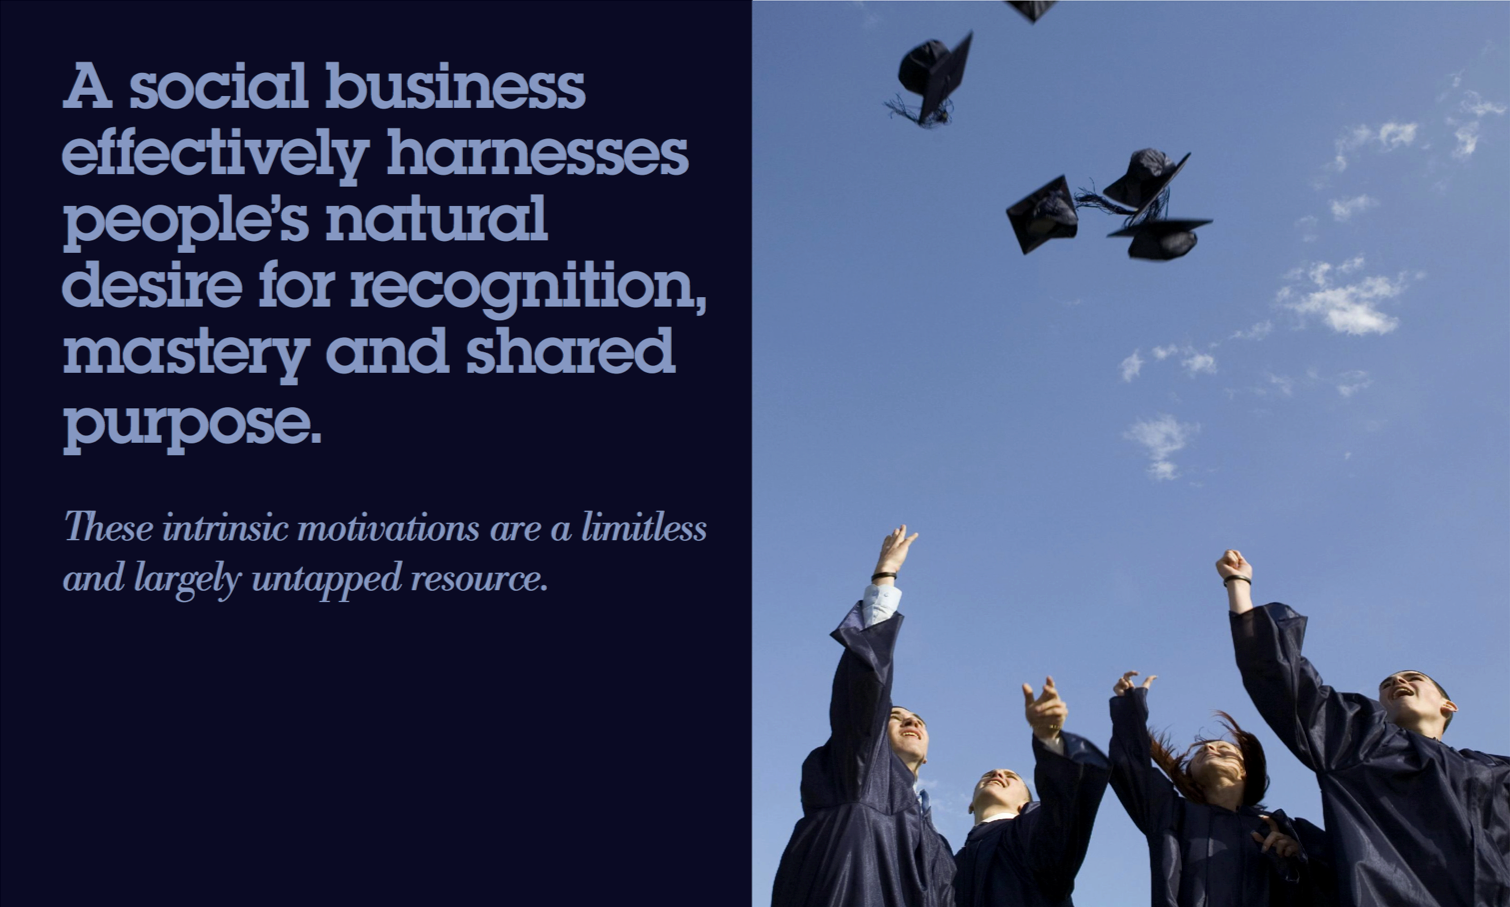 A social business
effectively harnesses
people’s natural
desire for recognition,
mastery and shared
purpose.
These intrinsic motivations are a limitless
and largely untapped resource.